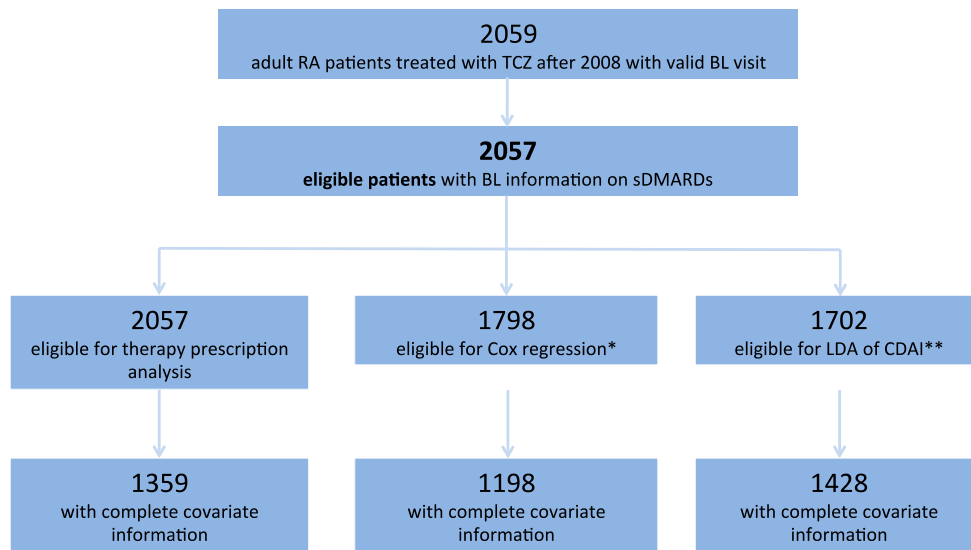 2059
adult RA patients treated with TCZ after 2008 with valid BL visit
2057
eligible patients with BL information on sDMARDs
2057
eligible for therapy prescription
analysis
1798
eligible for Cox regression*
1702
eligible for LDA of CDAI**
1359
with complete covariate
information
1198
with complete covariate
information
1428
with complete covariate
information